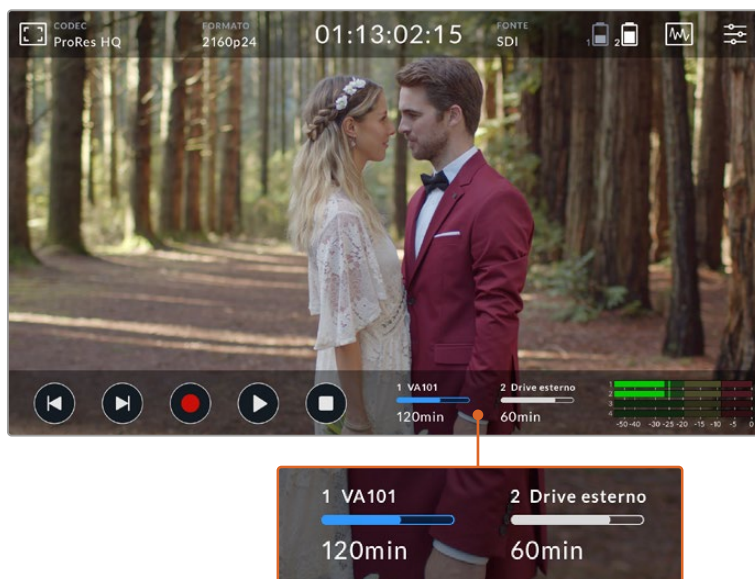 CODEC
ProRes HQ
FORMATO
2160p24
01:13:02:15
FONTE
SDI
1
2
1 VA101
120min
2 Drive esterno
60min
1
2
3
4
-50 -40 -30 -25 -20 -15 -10 -5 0
1 VA101
120min
2 Drive esterno
60min